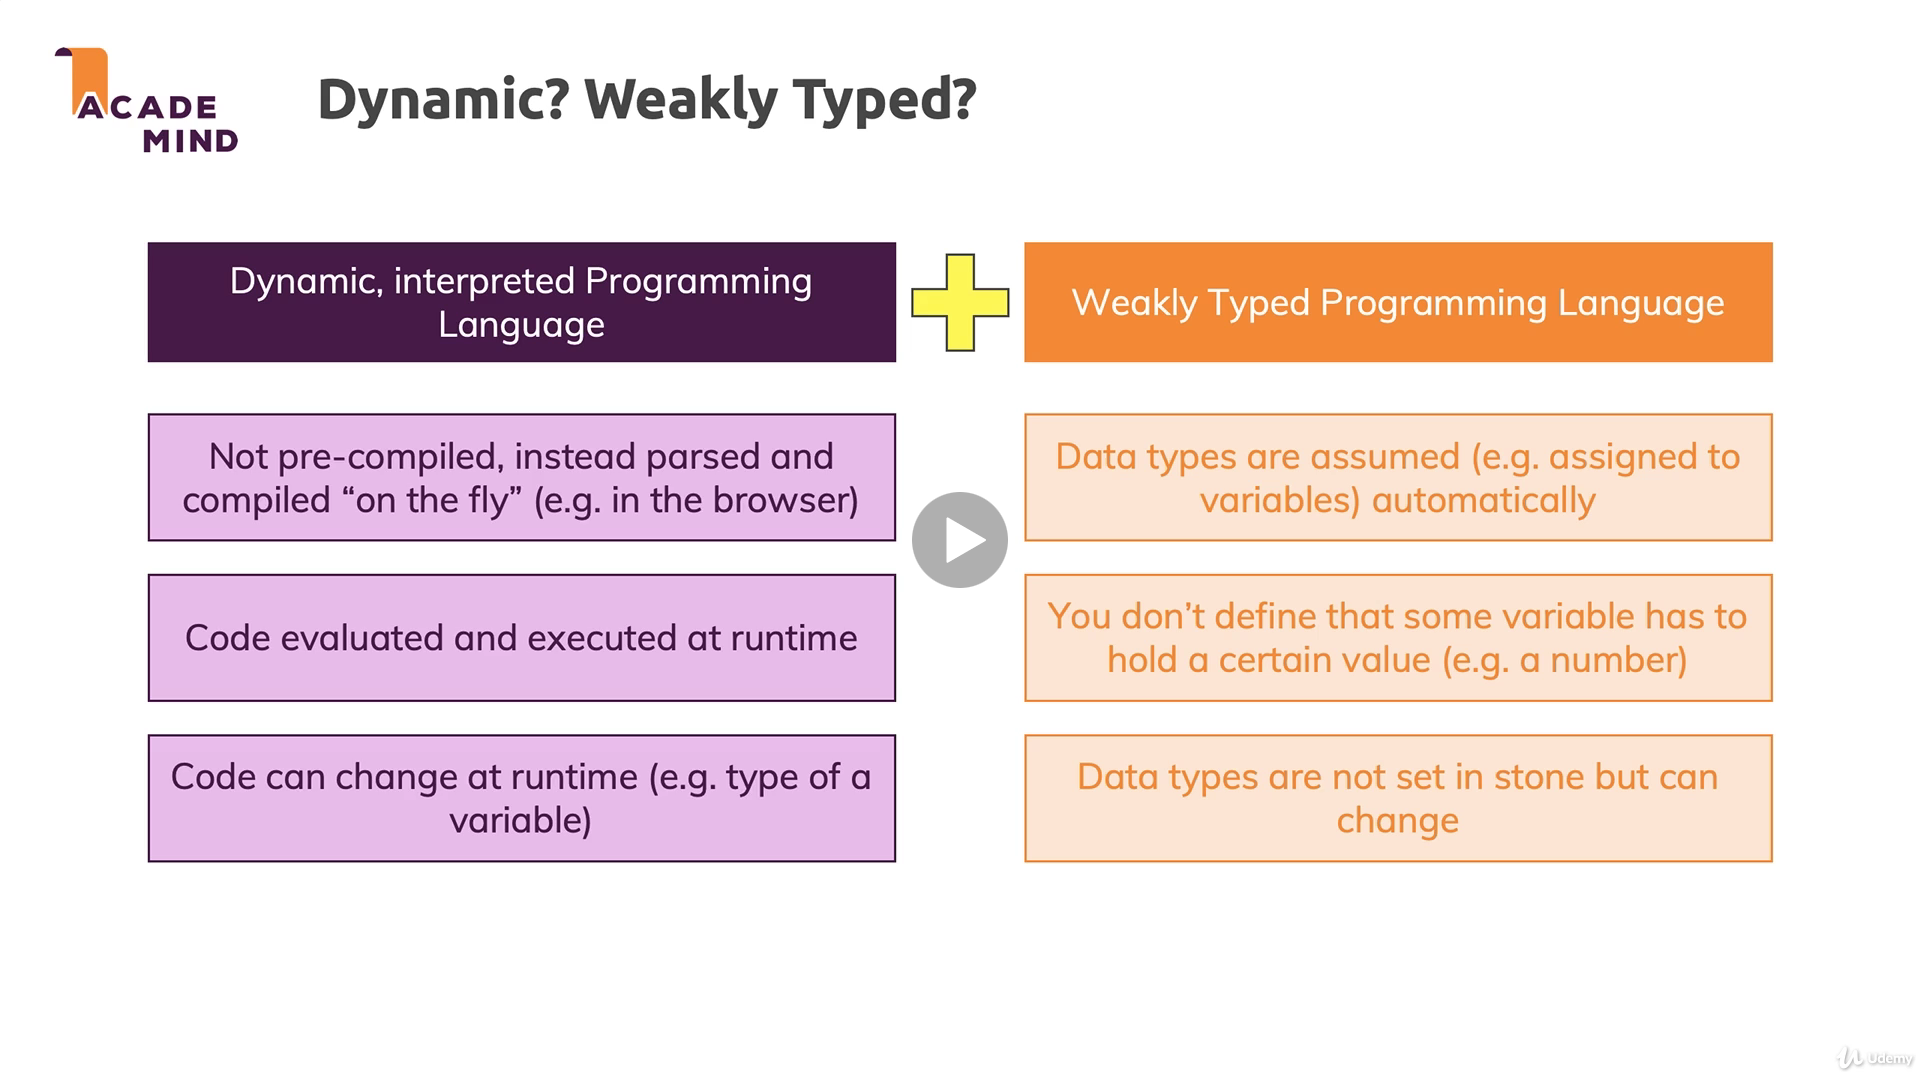 ACADE
MIND
Dynamic? Weakly Typed?
Dynamic, interpreted Programming
Language
Weakly Typed Programming Language
Not pre-compiled, instead parsed and
compiled “on the fly” (e.g. in the browser)
Data types are assumed (e.g. assigned to
variables) automatically
Code evaluated and executed at runtime
You don’t define that some variable has to
hold a certain value (e.g. a number)
Code can change at runtime (e.g. type of a
variable)
Data types are not set in stone but can
change
Udemy